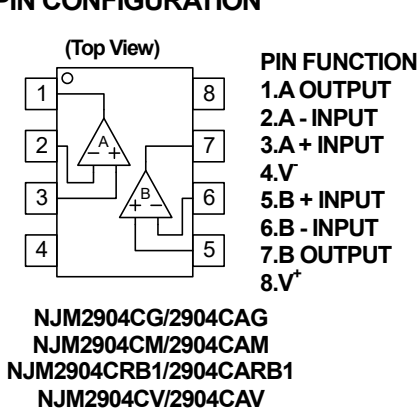 PIN CONFIGURATION
(Top View)
1
2
3
4
8
7
6
5
A
- +
B
+ -
PIN FUNCTION
1.A OUTPUT
2.A - INPUT
3.A + INPUT
4.V-
5.B + INPUT
6.B - INPUT
7.B OUTPUT
8.V+
NJM2904CG/2904CAG
NJM2904CM/2904CAM
NJM2904CRB1/2904CARB1
NJM2904CV/2904CAV